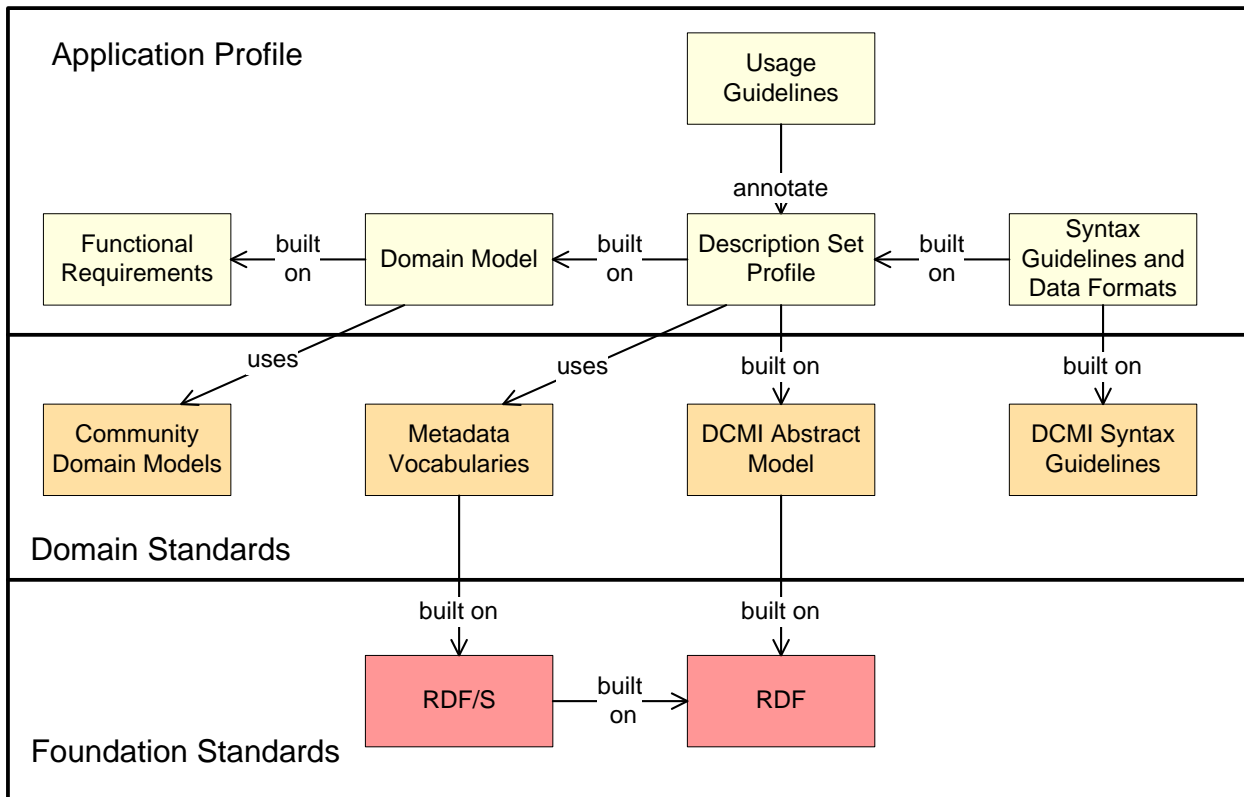 Application Profile
Usage
Guidelines
annotate
Functional
Requirements
built
on
Domain Model
built
on
Description Set
Profile
built
on
Syntax
Guidelines and
Data Formats
uses
uses
built on
built on
Community
Domain Models
Metadata
Vocabularies
DCMI Abstract
Model
DCMI Syntax
Guidelines
Domain Standards
built on
built on
RDF/S
built
on
RDF
Foundation Standards